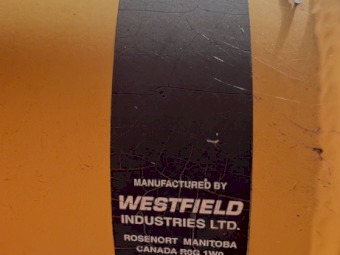 MANUFACTURED BY
WESTFIELD
INDUSTRIES LTD.
ROSENORT MANITOBA
CANADA R0G 1W0